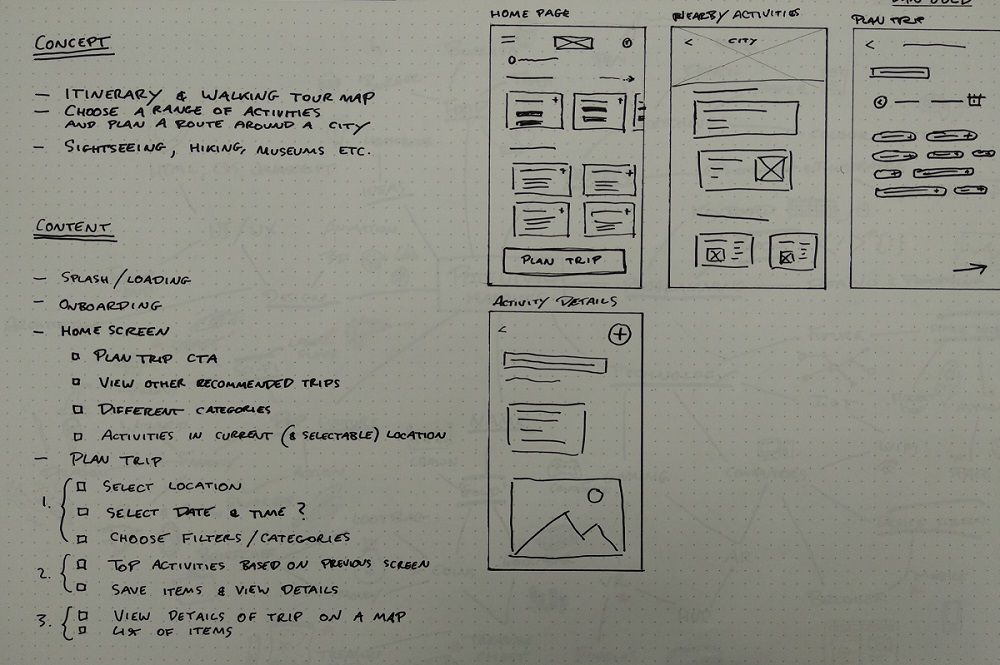 CONCEPT
- ITINERARY & WALKING TOUR MAP
- CHOOSE A RANGE OF ACTIVITIES
AND PLAN A ROUTE AROUND A CITY
- SIGHTSEEING, HIKING, MUSEUMS ETC.
CONTENT
- SPLASH/LOADING
- ONBOARDING
- HOME SCREEN
PLAN TRIP CTA
VIEW OTHER RECOMMENDED TRIPS
DIFFERENT CATEGORIES
ACTIVITIES IN CURRENT (& SELECTABLE) LOCATION
- PLAN TRIP
1. SELECT LOCATION
SELECT DATE & TIME?
CHOOSE FILTERS/CATEGORIES
2. TOP ACTIVITIES BASED ON PREVIOUS SCREEN
SAVE ITEMS & VIEW DETAILS
3. VIEW DETAILS OF TRIP ON A MAP
LIST OF ITEMS
HOME PAGE
PLAN TRIP
NEARBY ACTIVITIES
CITY
PLAN TRIP
ACTIVITY DETAILS